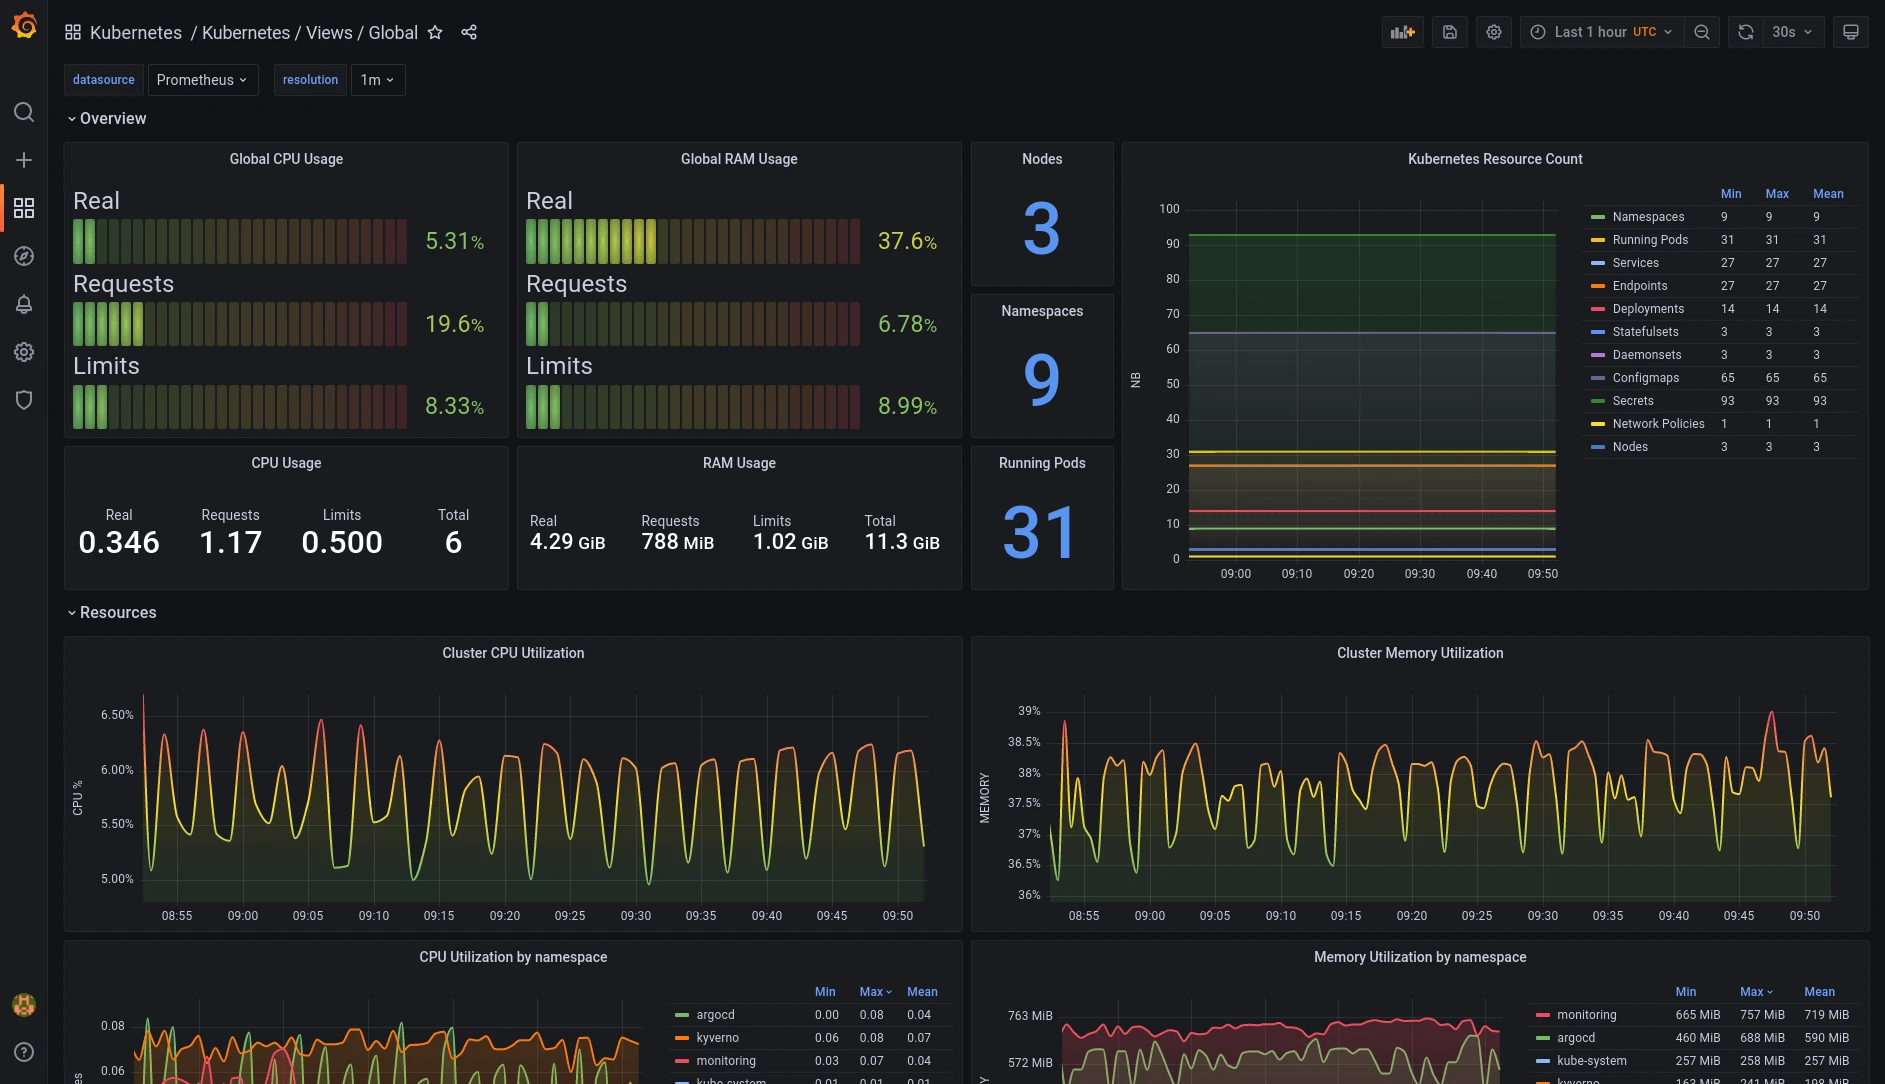 Kubernetes / Kubernetes / Views / Global
Last 1 hour UTC
30s
datasource Prometheus resolution 1m
Overview
Global CPU Usage
Real
5.31%
Requests
19.6%
Limits
8.33%
Global RAM Usage
Real
37.6%
Requests
6.78%
Limits
8.99%
Nodes
3
Namespaces
9
Running Pods
31
CPU Usage
Real Requests Limits Total
0.346 1.17 0.500 6
RAM Usage
Real Requests Limits Total
4.29 GiB 788 MiB 1.02 GiB 11.3 GiB
Kubernetes Resource Count
NB
100
90
80
70
60
50
40
30
20
10
0
09:00 09:10 09:20 09:30 09:40 09:50
Min Max Mean
Namespaces 9 9 9
Running Pods 31 31 31
Services 27 27 27
Endpoints 27 27 27
Deployments 14 14 14
Statefulsets 3 3 3
Daemonsets 3 3 3
Configmaps 65 65 65
Secrets 93 93 93
Network Policies 1 1 1
Nodes 3 3 3
Resources
Cluster CPU Utilization
CPU %
6.50%
6.00%
5.50%
5.00%
08:55 09:00 09:05 09:10 09:15 09:20 09:25 09:30 09:35 09:40 09:45 09:50
Cluster Memory Utilization
MEMORY
39%
38.5%
38%
37.5%
37%
36.5%
36%
08:55 09:00 09:05 09:10 09:15 09:20 09:25 09:30 09:35 09:40 09:45 09:50
CPU Utilization by namespace
0.08
0.06
Min Max Mean
argocd 0.00 0.08 0.04
kyverno 0.06 0.08 0.07
monitoring 0.03 0.07 0.04
kube-system 0.01 0.01 0.01
Memory Utilization by namespace
763 MiB
572 MiB
Min Max Mean
monitoring 665 MiB 757 MiB 719 MiB
argocd 460 MiB 688 MiB 590 MiB
kube-system 257 MiB 258 MiB 257 MiB
kyverno 163 MiB 241 MiB 198 MiB